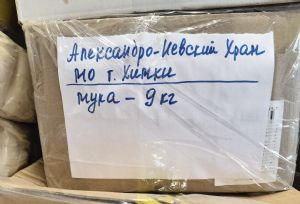 Александро-Невский Храм
МО г. Химки
мука – 9 кг